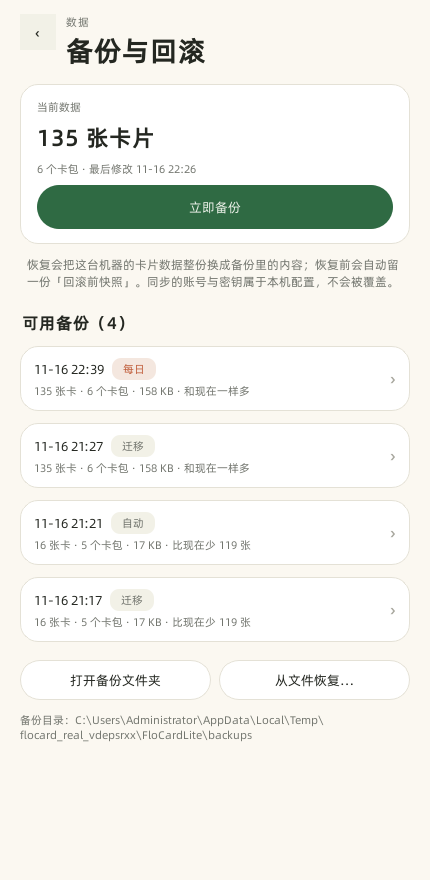 ‹
数据
备份与回滚
当前数据
135 张卡片
6 个卡包 · 最后修改 11-16 22:26
立即备份
恢复会把这台机器的卡片数据整份换成备份里的内容；恢复前会自动留
一份「回滚前快照」。同步的账号与密钥属于本机配置，不会被覆盖。
可用备份（4）
11-16 22:39 每日
135 张卡 · 6 个卡包 · 158 KB · 和现在一样多
›
11-16 21:27 迁移
135 张卡 · 6 个卡包 · 158 KB · 和现在一样多
›
11-16 21:21 自动
16 张卡 · 5 个卡包 · 17 KB · 比现在少 119 张
›
11-16 21:17 迁移
16 张卡 · 5 个卡包 · 17 KB · 比现在少 119 张
›
打开备份文件夹 从文件恢复...
备份目录：C:\Users\Administrator\AppData\Local\Temp\
flocard_real_vdepsrxx\FloCardLite\backups